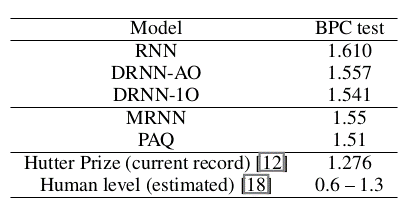 Model BPC test
RNN 1.610
DRNN-AO 1.557
DRNN-1O 1.541
MRNN 1.55
PAQ 1.51
Hutter Prize (current record) [12] 1.276
Human level (estimated) [18] 0.6 – 1.3